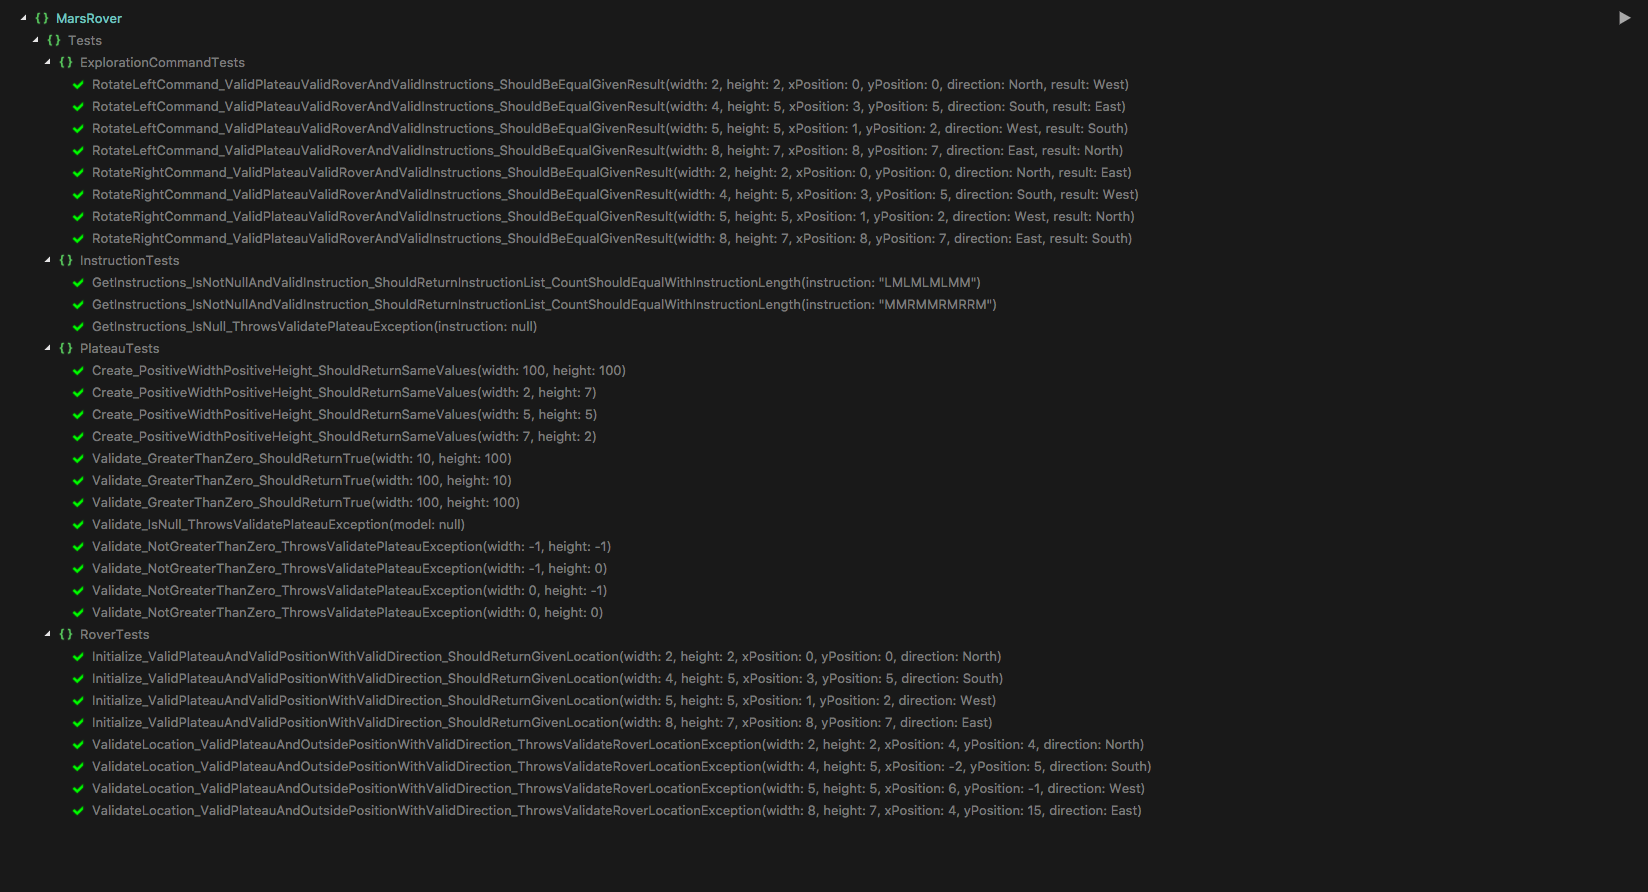 {} MarsRover
{} Tests
{} ExplorationCommandTests
RotateLeftCommand_ValidPlateauValidRoverAndValidInstructions_ShouldBeEqualGivenResult(width: 2, height: 2, xPosition: 0, yPosition: 0, direction: North, result: West)
RotateLeftCommand_ValidPlateauValidRoverAndValidInstructions_ShouldBeEqualGivenResult(width: 4, height: 5, xPosition: 3, yPosition: 5, direction: South, result: East)
RotateLeftCommand_ValidPlateauValidRoverAndValidInstructions_ShouldBeEqualGivenResult(width: 5, height: 5, xPosition: 1, yPosition: 2, direction: West, result: South)
RotateLeftCommand_ValidPlateauValidRoverAndValidInstructions_ShouldBeEqualGivenResult(width: 8, height: 7, xPosition: 8, yPosition: 7, direction: East, result: North)
RotateRightCommand_ValidPlateauValidRoverAndValidInstructions_ShouldBeEqualGivenResult(width: 2, height: 2, xPosition: 0, yPosition: 0, direction: North, result: East)
RotateRightCommand_ValidPlateauValidRoverAndValidInstructions_ShouldBeEqualGivenResult(width: 4, height: 5, xPosition: 3, yPosition: 5, direction: South, result: West)
RotateRightCommand_ValidPlateauValidRoverAndValidInstructions_ShouldBeEqualGivenResult(width: 5, height: 5, xPosition: 1, yPosition: 2, direction: West, result: North)
RotateRightCommand_ValidPlateauValidRoverAndValidInstructions_ShouldBeEqualGivenResult(width: 8, height: 7, xPosition: 8, yPosition: 7, direction: East, result: South)
{} InstructionTests
GetInstructions_IsNotNullAndValidInstruction_ShouldReturnInstructionList_CountShouldEqualWithInstructionLength(instruction: "LMLMLMLMM")
GetInstructions_IsNotNullAndValidInstruction_ShouldReturnInstructionList_CountShouldEqualWithInstructionLength(instruction: "MMRMMRMRRM")
GetInstructions_IsNull_ThrowsValidatePlateauException(instruction: null)
{} PlateauTests
Create_PositiveWidthPositiveHeight_ShouldReturnSameValues(width: 100, height: 100)
Create_PositiveWidthPositiveHeight_ShouldReturnSameValues(width: 2, height: 7)
Create_PositiveWidthPositiveHeight_ShouldReturnSameValues(width: 5, height: 5)
Create_PositiveWidthPositiveHeight_ShouldReturnSameValues(width: 7, height: 2)
Validate_GreaterThanZero_ShouldReturnTrue(width: 10, height: 100)
Validate_GreaterThanZero_ShouldReturnTrue(width: 100, height: 10)
Validate_GreaterThanZero_ShouldReturnTrue(width: 100, height: 100)
Validate_IsNull_ThrowsValidatePlateauException(model: null)
Validate_NotGreaterThanZero_ThrowsValidatePlateauException(width: -1, height: -1)
Validate_NotGreaterThanZero_ThrowsValidatePlateauException(width: -1, height: 0)
Validate_NotGreaterThanZero_ThrowsValidatePlateauException(width: 0, height: -1)
Validate_NotGreaterThanZero_ThrowsValidatePlateauException(width: 0, height: 0)
{} RoverTests
Initialize_ValidPlateauAndValidPositionWithValidDirection_ShouldReturnGivenLocation(width: 2, height: 2, xPosition: 0, yPosition: 0, direction: North)
Initialize_ValidPlateauAndValidPositionWithValidDirection_ShouldReturnGivenLocation(width: 4, height: 5, xPosition: 3, yPosition: 5, direction: South)
Initialize_ValidPlateauAndValidPositionWithValidDirection_ShouldReturnGivenLocation(width: 5, height: 5, xPosition: 1, yPosition: 2, direction: West)
Initialize_ValidPlateauAndValidPositionWithValidDirection_ShouldReturnGivenLocation(width: 8, height: 7, xPosition: 8, yPosition: 7, direction: East)
ValidateLocation_ValidPlateauAndOutsidePositionWithValidDirection_ThrowsValidateRoverLocationException(width: 2, height: 2, xPosition: 4, yPosition: 4, direction: North)
ValidateLocation_ValidPlateauAndOutsidePositionWithValidDirection_ThrowsValidateRoverLocationException(width: 4, height: 5, xPosition: -2, yPosition: 5, direction: South)
ValidateLocation_ValidPlateauAndOutsidePositionWithValidDirection_ThrowsValidateRoverLocationException(width: 5, height: 5, xPosition: 6, yPosition: -1, direction: West)
ValidateLocation_ValidPlateauAndOutsidePositionWithValidDirection_ThrowsValidateRoverLocationException(width: 8, height: 7, xPosition: 4, yPosition: 15, direction: East)